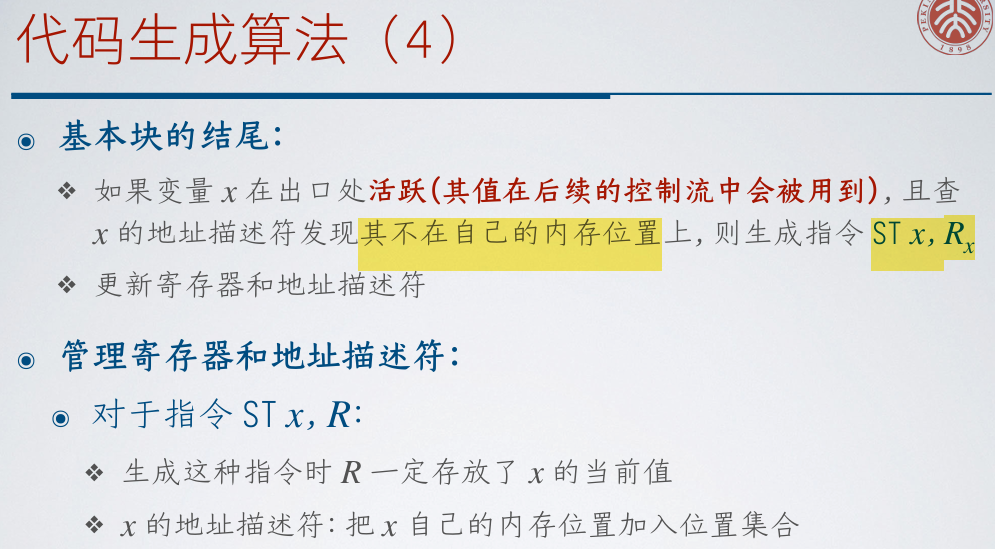 代码生成算法（4）
基本块的结尾：
如果变量 x 在出口处活跃(其值在后续的控制流中会被用到)，且查
x 的地址描述符发现其不在自己的内存位置上，则生成指令 ST x, Rx
更新寄存器和地址描述符
管理寄存器和地址描述符：
对于指令 ST x, R：
生成这种指令时 R 一定存放了 x 的当前值
x 的地址描述符：把 x 自己的内存位置加入位置集合
1898